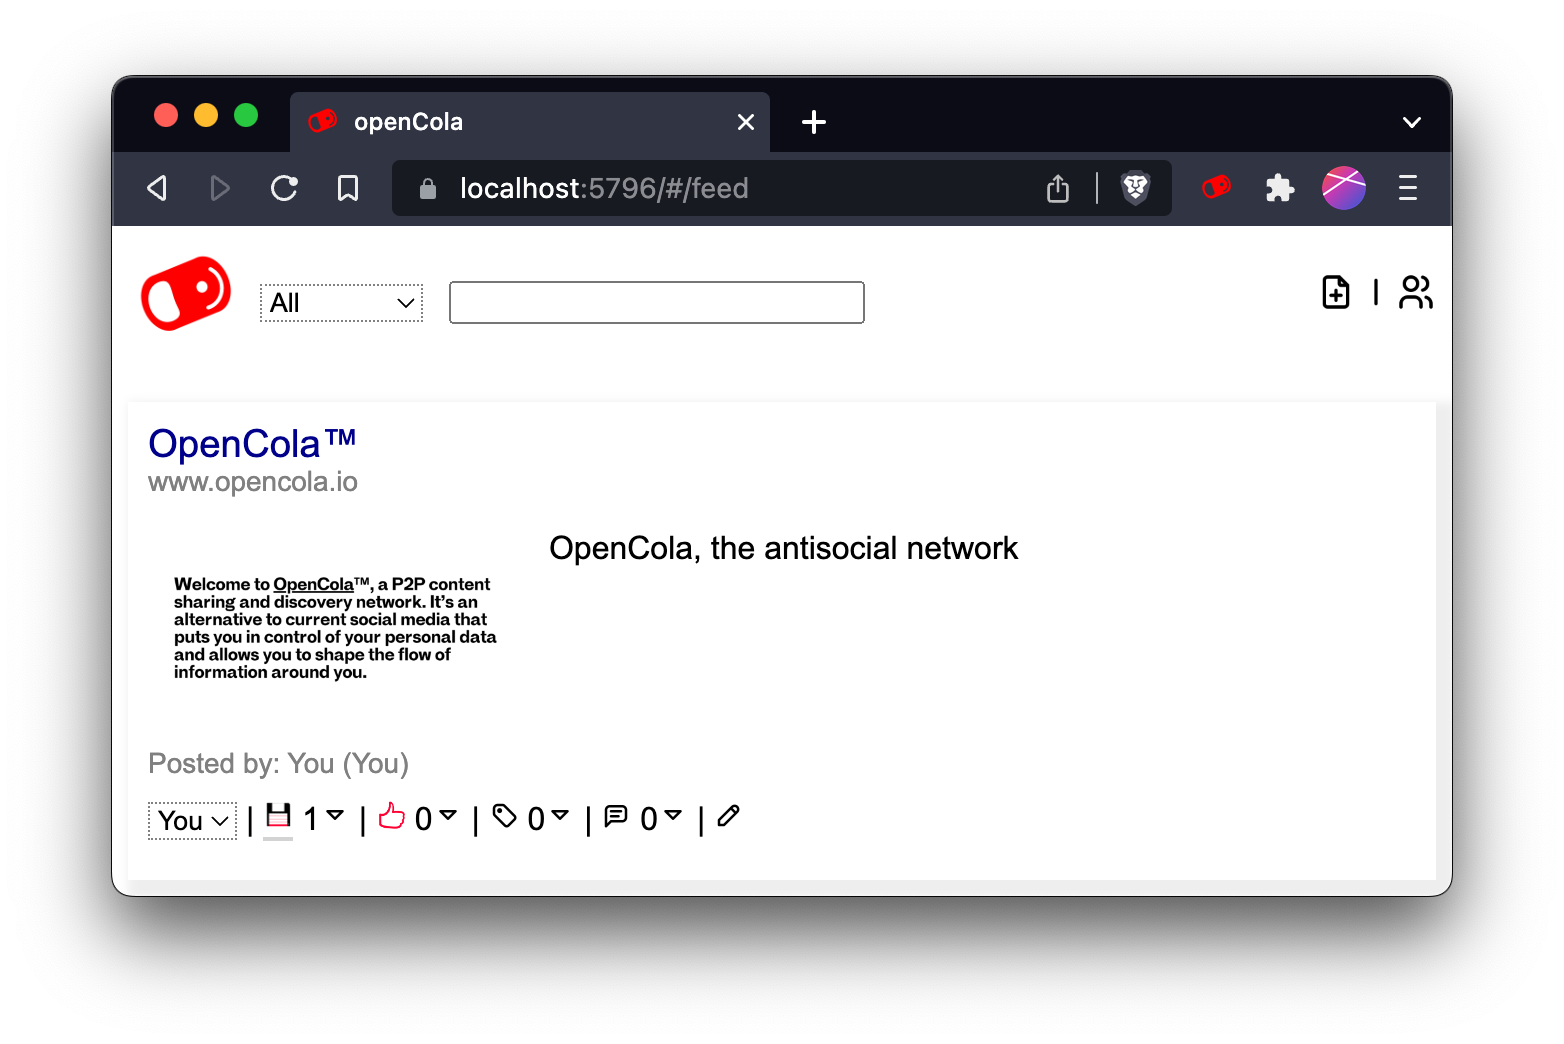 openCola
localhost:5796/#/feed
All
OpenCola™
www.opencola.io
OpenCola, the antisocial network
Welcome to OpenCola™, a P2P content
sharing and discovery network. It's an
alternative to current social media that
puts you in control of your personal data
and allows you to shape the flow of
information around you.
Posted by: You (You)
You | 1 | 0 | 0 | 0 |